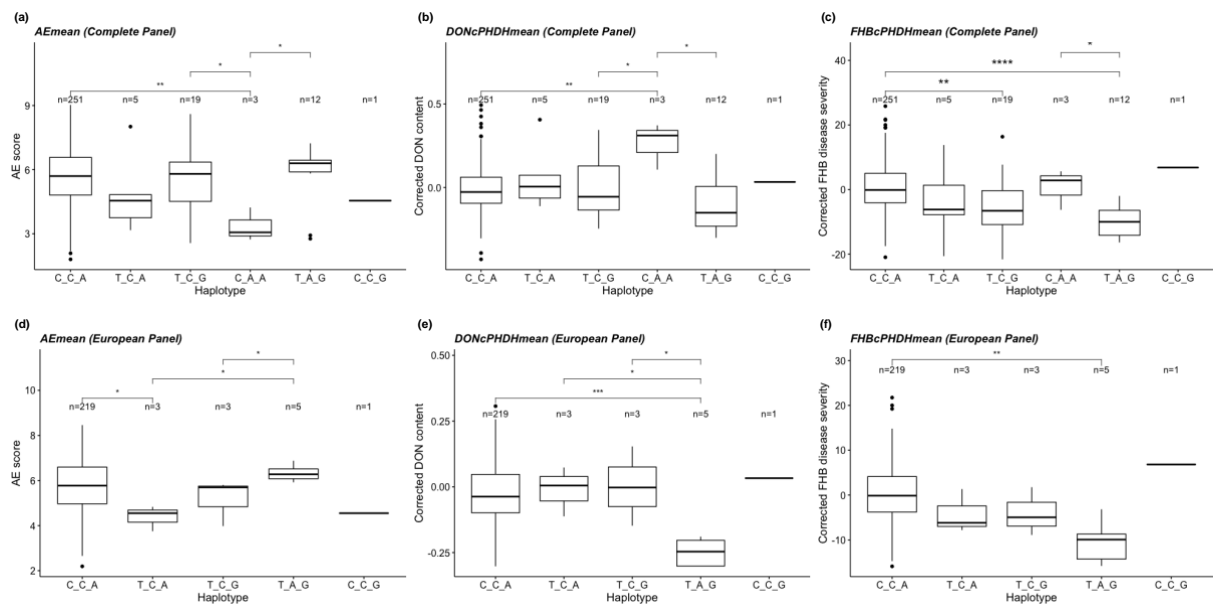 (a)
AEmean (Complete Panel)
AE score
9
6
3
n=251 n=5 n=19 n=3 n=12 n=1
** * *
C_C_A T_C_A T_C_G C_A_A T_A_G C_C_G
Haplotype
(b)
DONcPHDHmean (Complete Panel)
Corrected DON content
0.5
0.0
n=251 n=5 n=19 n=3 n=12 n=1
** * *
C_C_A T_C_A T_C_G C_A_A T_A_G C_C_G
Haplotype
(c)
FHBcPHDHmean (Complete Panel)
Corrected FHB disease severity
40
20
0
-20
n=251 n=5 n=19 n=3 n=12 n=1
** **** *
C_C_A T_C_A T_C_G C_A_A T_A_G C_C_G
Haplotype
(d)
AEmean (European Panel)
AE score
10
8
6
4
2
n=219 n=3 n=3 n=5 n=1
* * *
C_C_A T_C_A T_C_G T_A_G C_C_G
Haplotype
(e)
DONcPHDHmean (European Panel)
Corrected DON content
0.50
0.25
0.00
-0.25
n=219 n=3 n=3 n=5 n=1
*** * *
C_C_A T_C_A T_C_G T_A_G C_C_G
Haplotype
(f)
FHBcPHDHmean (European Panel)
Corrected FHB disease severity
30
20
10
0
-10
n=219 n=3 n=3 n=5 n=1
**
C_C_A T_C_A T_C_G T_A_G C_C_G
Haplotype